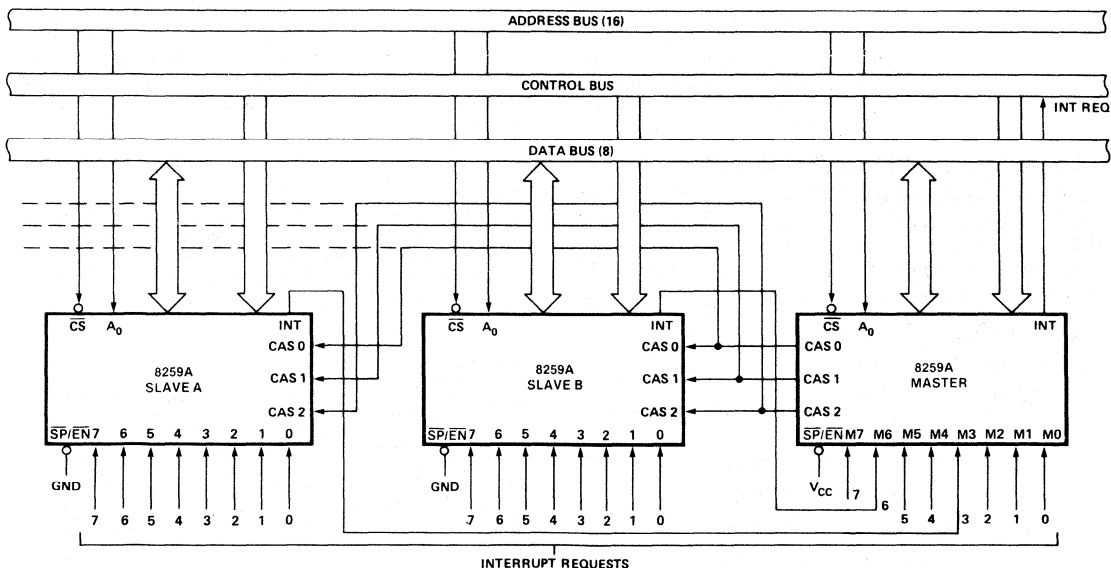 ADDRESS BUS (16)
CONTROL BUS
INT REQ
DATA BUS (8)
CS A0 INT
CAS 0
8259A
SLAVE A
CAS 1
CAS 2
SP/EN 7 6 5 4 3 2 1 0
GND
7 6 5 4 3 2 1 0
CS A0 INT
CAS 0
8259A
SLAVE B
CAS 1
CAS 2
SP/EN 7 6 5 4 3 2 1 0
GND
7 6 5 4 3 2 1 0
CS A0 INT
CAS 0
8259A
MASTER
CAS 1
CAS 2
SP/EN M7 M6 M5 M4 M3 M2 M1 M0
VCC
7 6 5 4 3 2 1 0
INTERRUPT REQUESTS